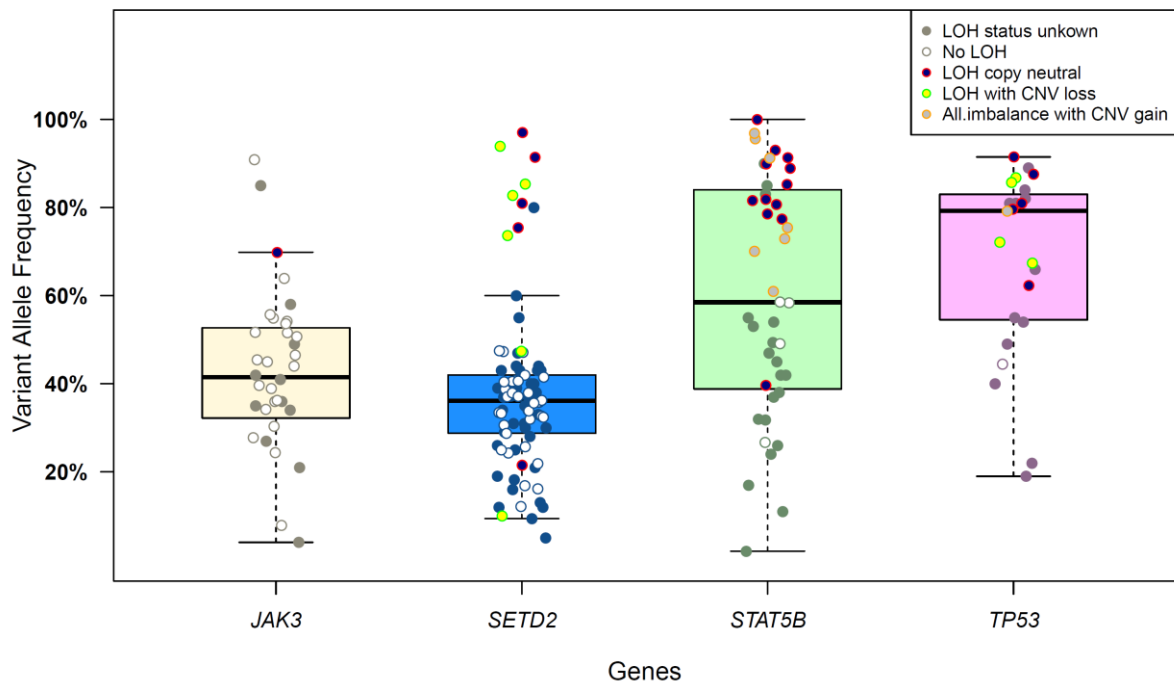 LOH status unkown
No LOH
LOH copy neutral
LOH with CNV loss
All.imbalance with CNV gain
Variant Allele Frequency
100%
80%
60%
40%
20%
JAK3 SETD2 STAT5B TP53
Genes